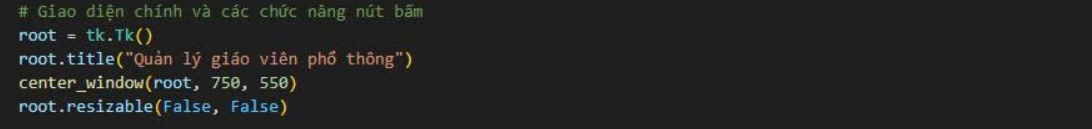 # Giao diện chính và các chức năng nút bấm
root = tk.Tk()
root.title("Quản lý giáo viên phổ thông")
center_window(root, 750, 550)
root.resizable(False, False)